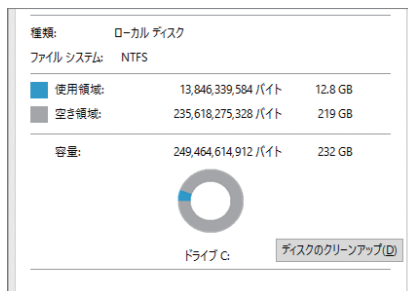 種類: ローカル ディスク
ファイル システム: NTFS
使用領域: 13,846,339,584 バイト 12.8 GB
空き領域: 235,618,275,328 バイト 219 GB
容量: 249,464,614,912 バイト 232 GB
ドライブ C:
ディスクのクリーンアップ(D)